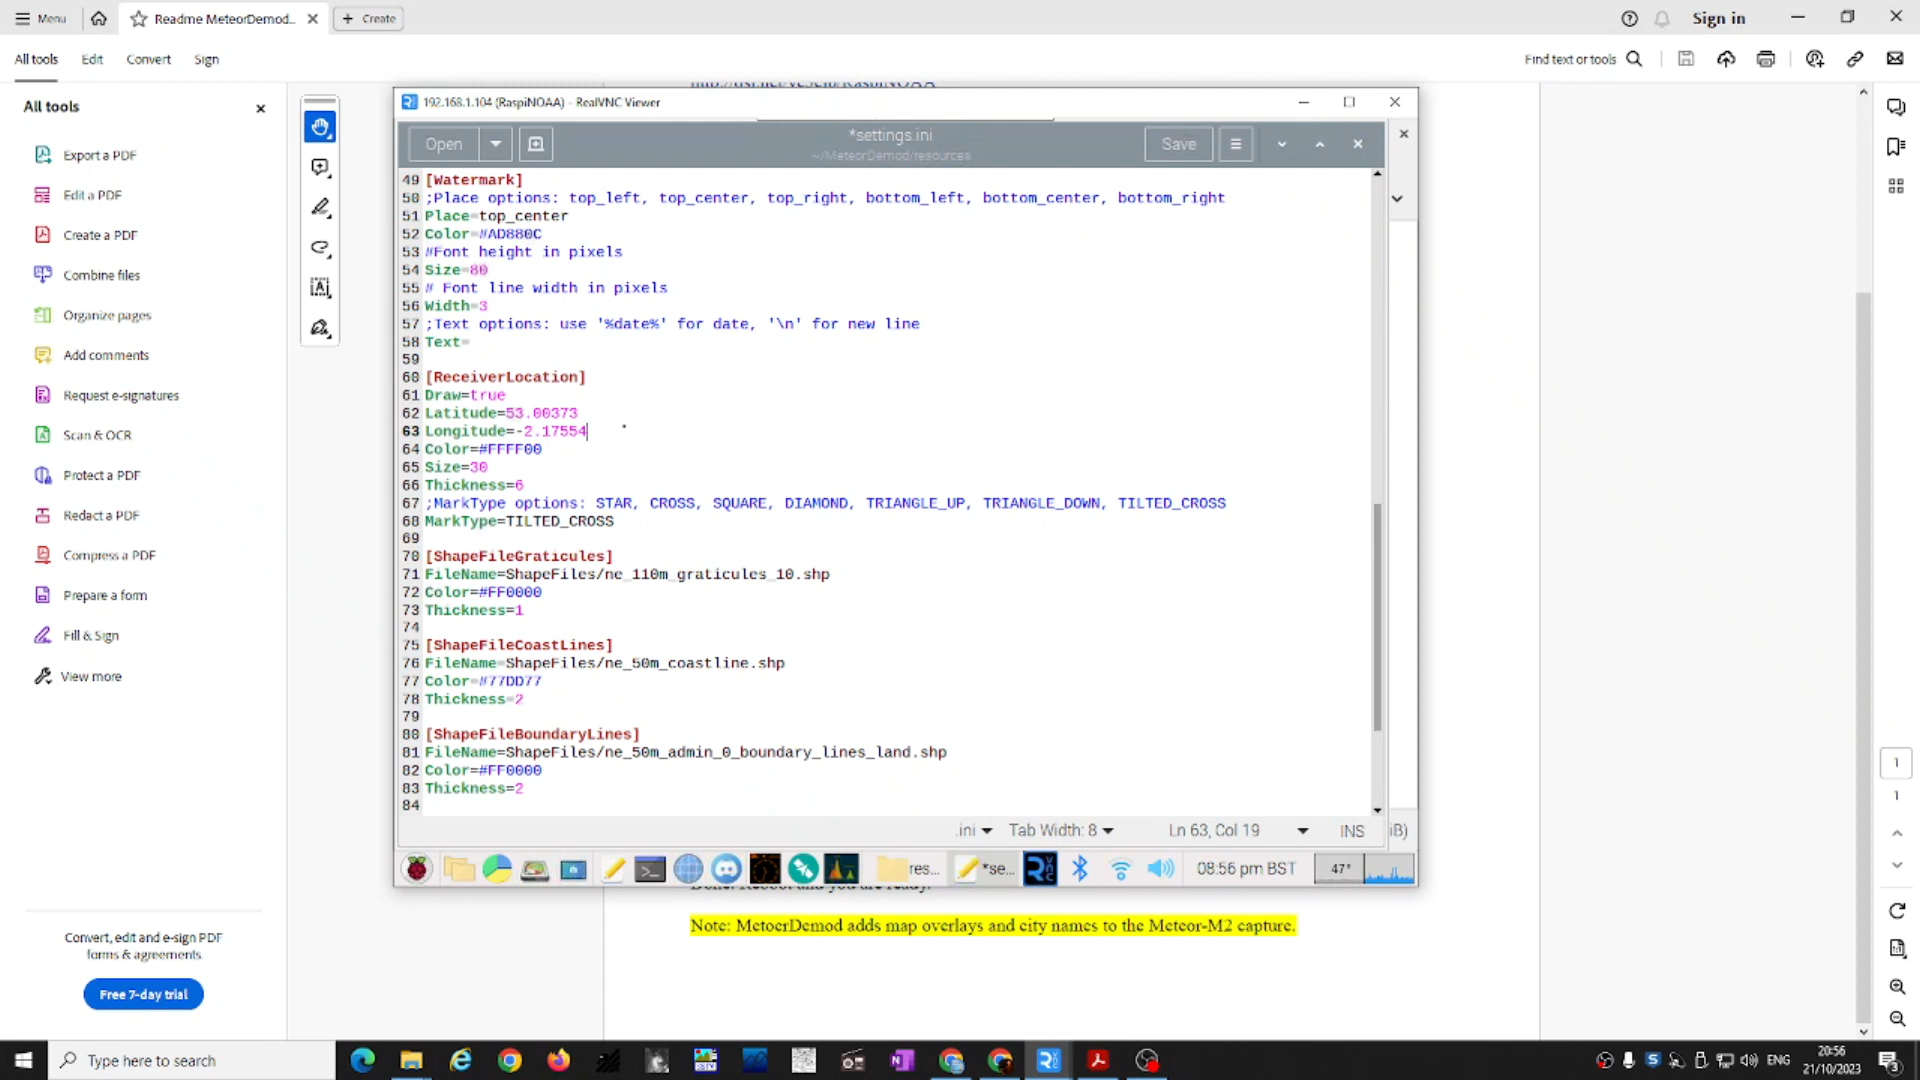 Menu
Readme MeteorDemod...
Create
Sign in
All tools
Edit
Convert
Sign
Find text or tools
All tools
Export a PDF
Edit a PDF
Create a PDF
Combine files
Organize pages
Add comments
Request e-signatures
Scan & OCR
Protect a PDF
Redact a PDF
Compress a PDF
Prepare a form
Fill & Sign
View more
Convert, edit and e-sign PDF
forms & agreements
Free 7-day trial
192.168.1.104 (RaspiNOAA) - RealVNC Viewer
Open
*settings.ini
~/MeteorDemod/resources
Save
49 [Watermark]
50 ;Place options: top_left, top_center, top_right, bottom_left, bottom_center, bottom_right
51 Place=top_center
52 Color=#AD880C
53 #Font height in pixels
54 Size=80
55 # Font line width in pixels
56 Width=3
57 ;Text options: use '%date%' for date, '\n' for new line
58 Text=
59
60 [ReceiverLocation]
61 Draw=true
62 Latitude=53.00373
63 Longitude=-2.17554
64 Color=#FFFF00
65 Size=30
66 Thickness=6
67 ;MarkType options: STAR, CROSS, SQUARE, DIAMOND, TRIANGLE_UP, TRIANGLE_DOWN, TILTED_CROSS
68 MarkType=TILTED_CROSS
69
70 [ShapeFileGraticules]
71 FileName=ShapeFiles/ne_110m_graticules_10.shp
72 Color=#FF0000
73 Thickness=1
74
75 [ShapeFileCoastLines]
76 FileName=ShapeFiles/ne_50m_coastline.shp
77 Color=#77DD77
78 Thickness=2
79
80 [ShapeFileBoundaryLines]
81 FileName=ShapeFiles/ne_50m_admin_0_boundary_lines_land.shp
82 Color=#FF0000
83 Thickness=2
84
.ini
Tab Width: 8
Ln 63, Col 19
INS
iB)
res...
*se...
08:56 pm BST
47°
Note: MetoerDemod adds map overlays and city names to the Meteor-M2 capture.
1
1
Type here to search
ENG
20:56
21/10/2023
3